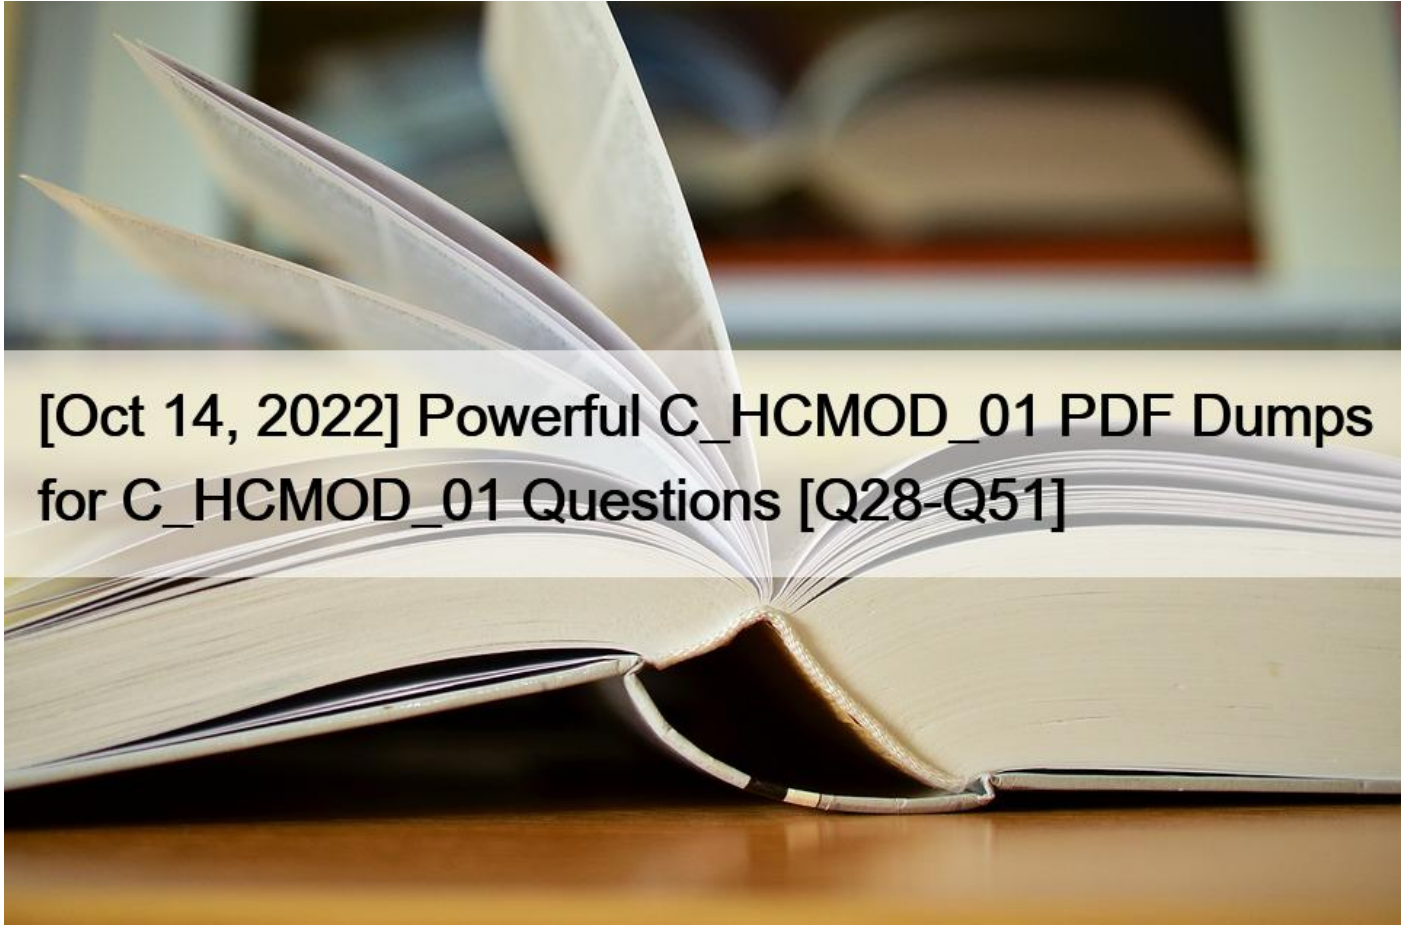 [Oct 14, 2022] Powerful C_HCMOD_01 PDF Dumps
for C_HCMOD_01 Questions [Q28-Q51]